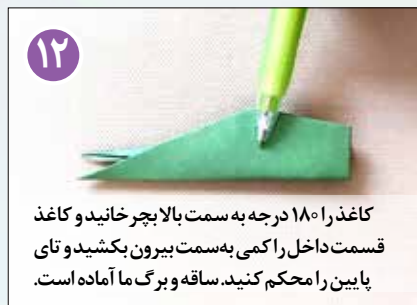 ۱۲
کاغذ را ۱۸۰ درجه به سمت بالا بچرخانید و کاغذ
قسمت داخل را کمی به‌سمت بیرون بکشید و تای
پایین را محکم کنید. ساقه و برگ ما آماده است.